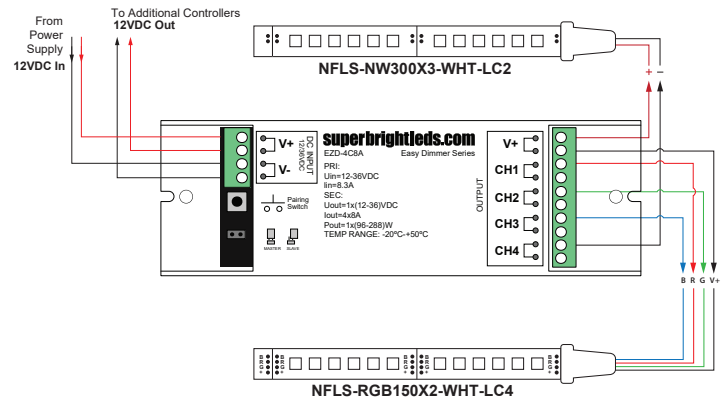 From
Power
Supply
12VDC In
To Additional Controllers
12VDC Out
NFLS-NW300X3-WHT-LC2
+ −
V+
V-
DC INPUT
12/36VDC
superbrightleds.com
EZD-4C8A Easy Dimmer Series
PRI:
Uin=12-36VDC
Iin=8.3A
SEC:
Uout=1x(12-36)VDC
Iout=4x8A
Pout=1x(96-288)W
TEMP RANGE: -20ºC-+50ºC
Pairing
Switch
MASTER SLAVE
OUTPUT
V+
CH1
CH2
CH3
CH4
B R G V+
B B B B
R R R R
G G G G
+ + + +
NFLS-RGB150X2-WHT-LC4